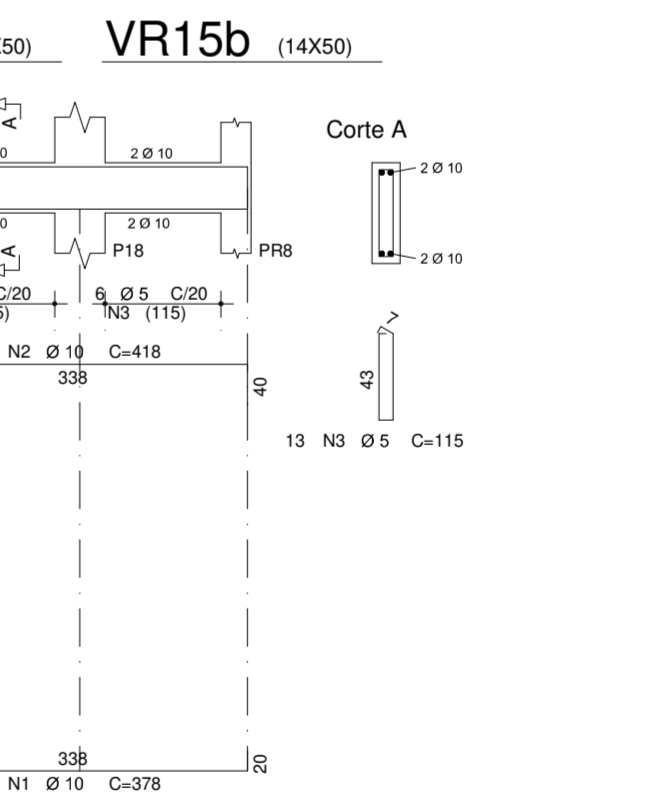 50) VR15b (14X50)
A
Corte A
0 2 Ø 10 2 Ø 10
0 2 Ø 10
A P18 PR8 2 Ø 10
C/20 6 Ø 5 C/20
5) N3 (115)
7
N2 Ø 10 C=418
338 40 43
13 N3 Ø 5 C=115
338 20
N1 Ø 10 C=378